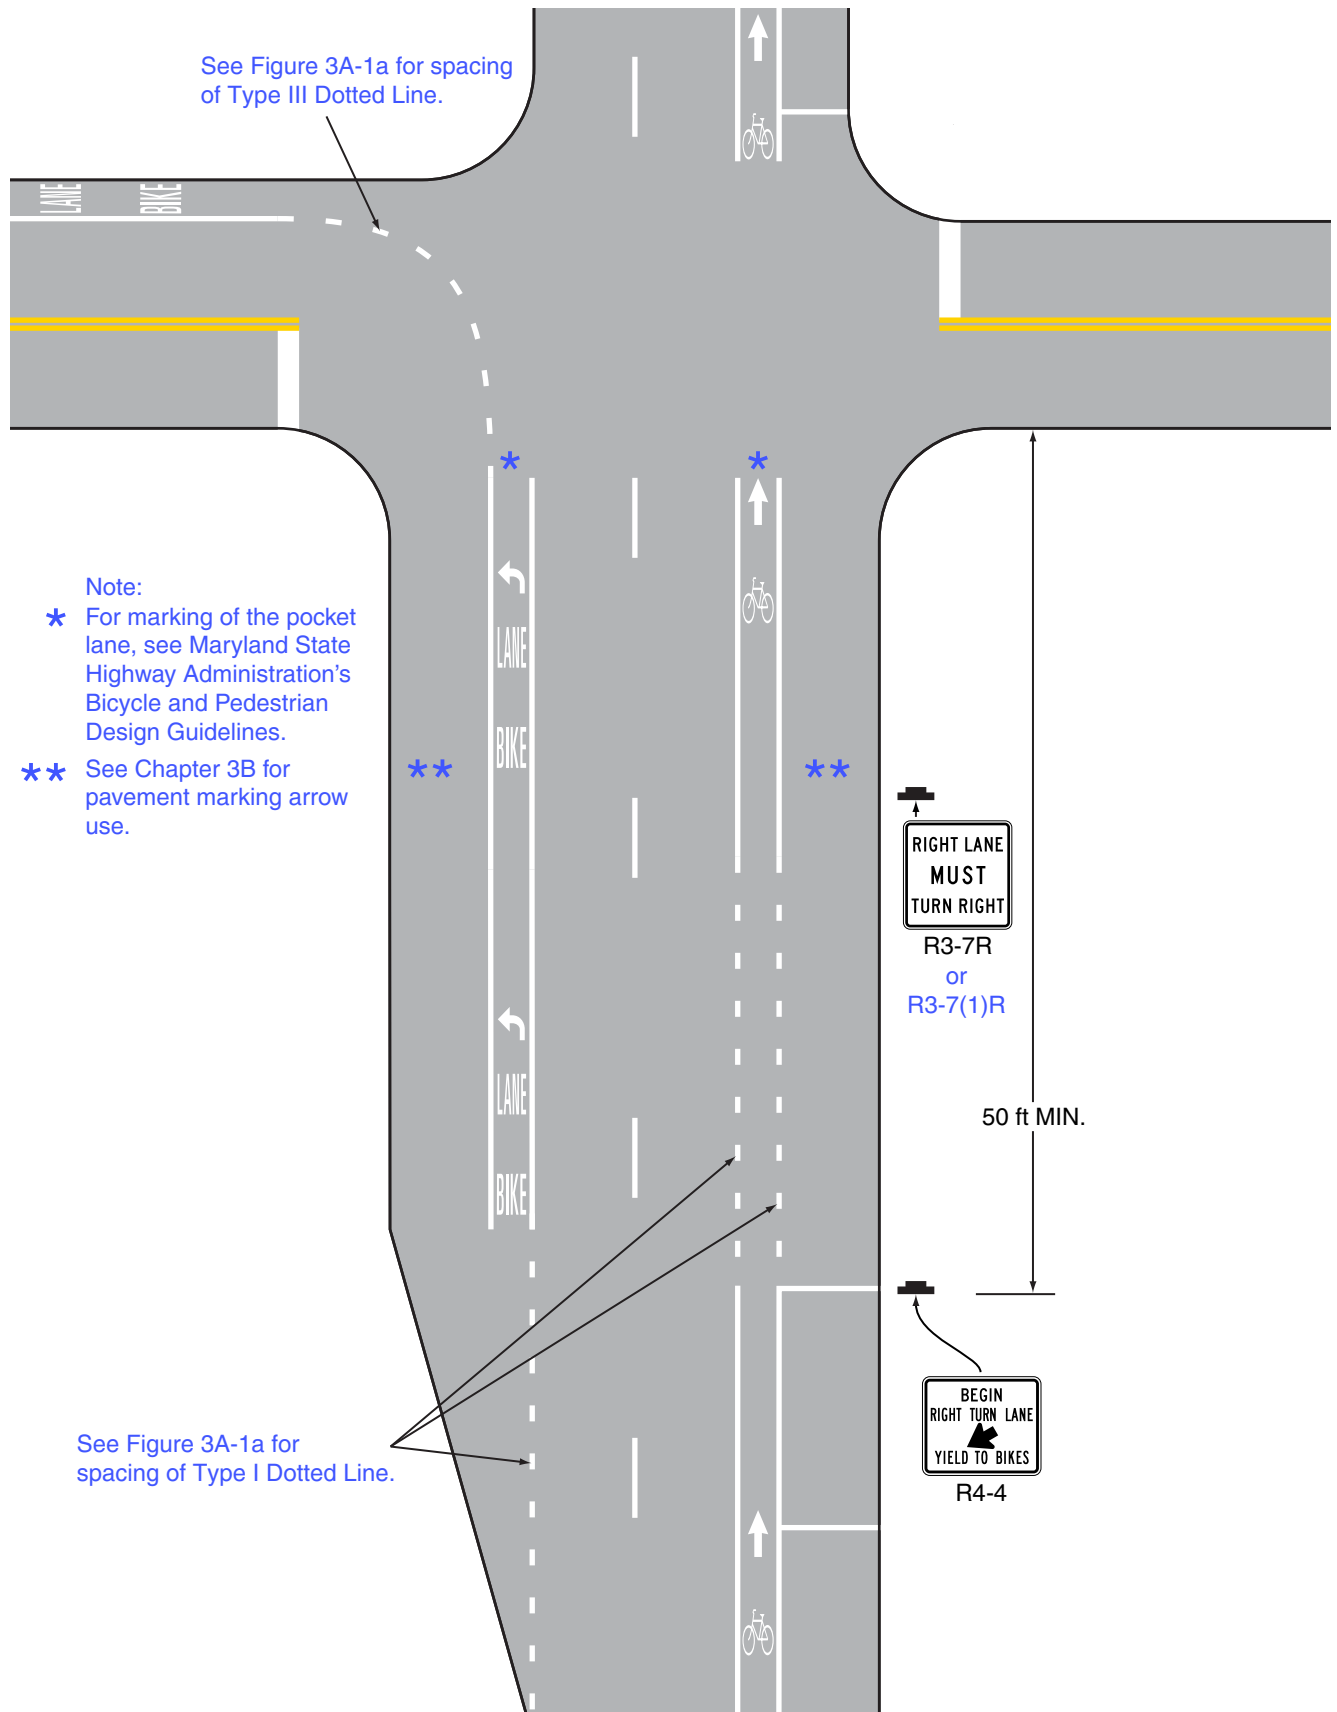 See Figure 3A-1a for spacing
of Type III Dotted Line.
LANE
BIKE
Note:
* For marking of the pocket
lane, see Maryland State
Highway Administration's
Bicycle and Pedestrian
Design Guidelines.
** See Chapter 3B for
pavement marking arrow
use.
*
*
LANE
BIKE
**
**
RIGHT LANE
MUST
TURN RIGHT
R3-7R
or
R3-7(1)R
LANE
BIKE
50 ft MIN.
See Figure 3A-1a for
spacing of Type I Dotted Line.
BEGIN
RIGHT TURN LANE
YIELD TO BIKES
R4-4